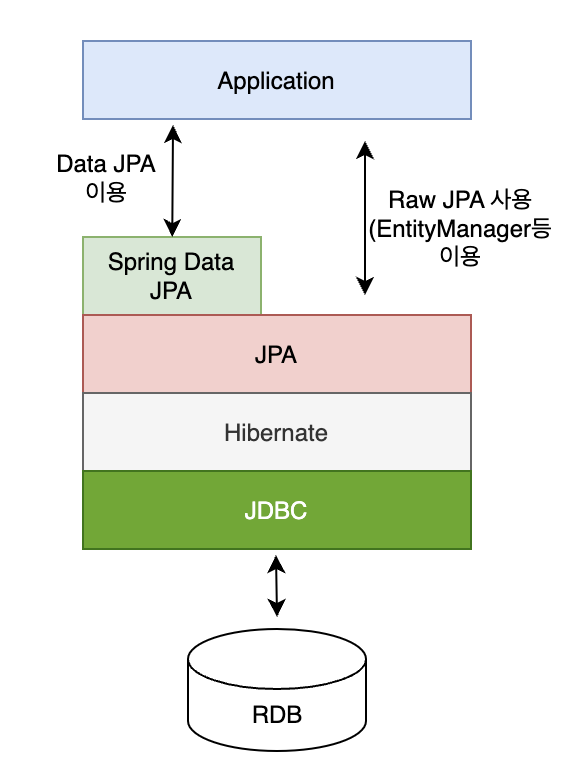 Application
Data JPA
이용
Raw JPA 사용
(EntityManager등
이용
Spring Data
JPA
JPA
Hibernate
JDBC
RDB